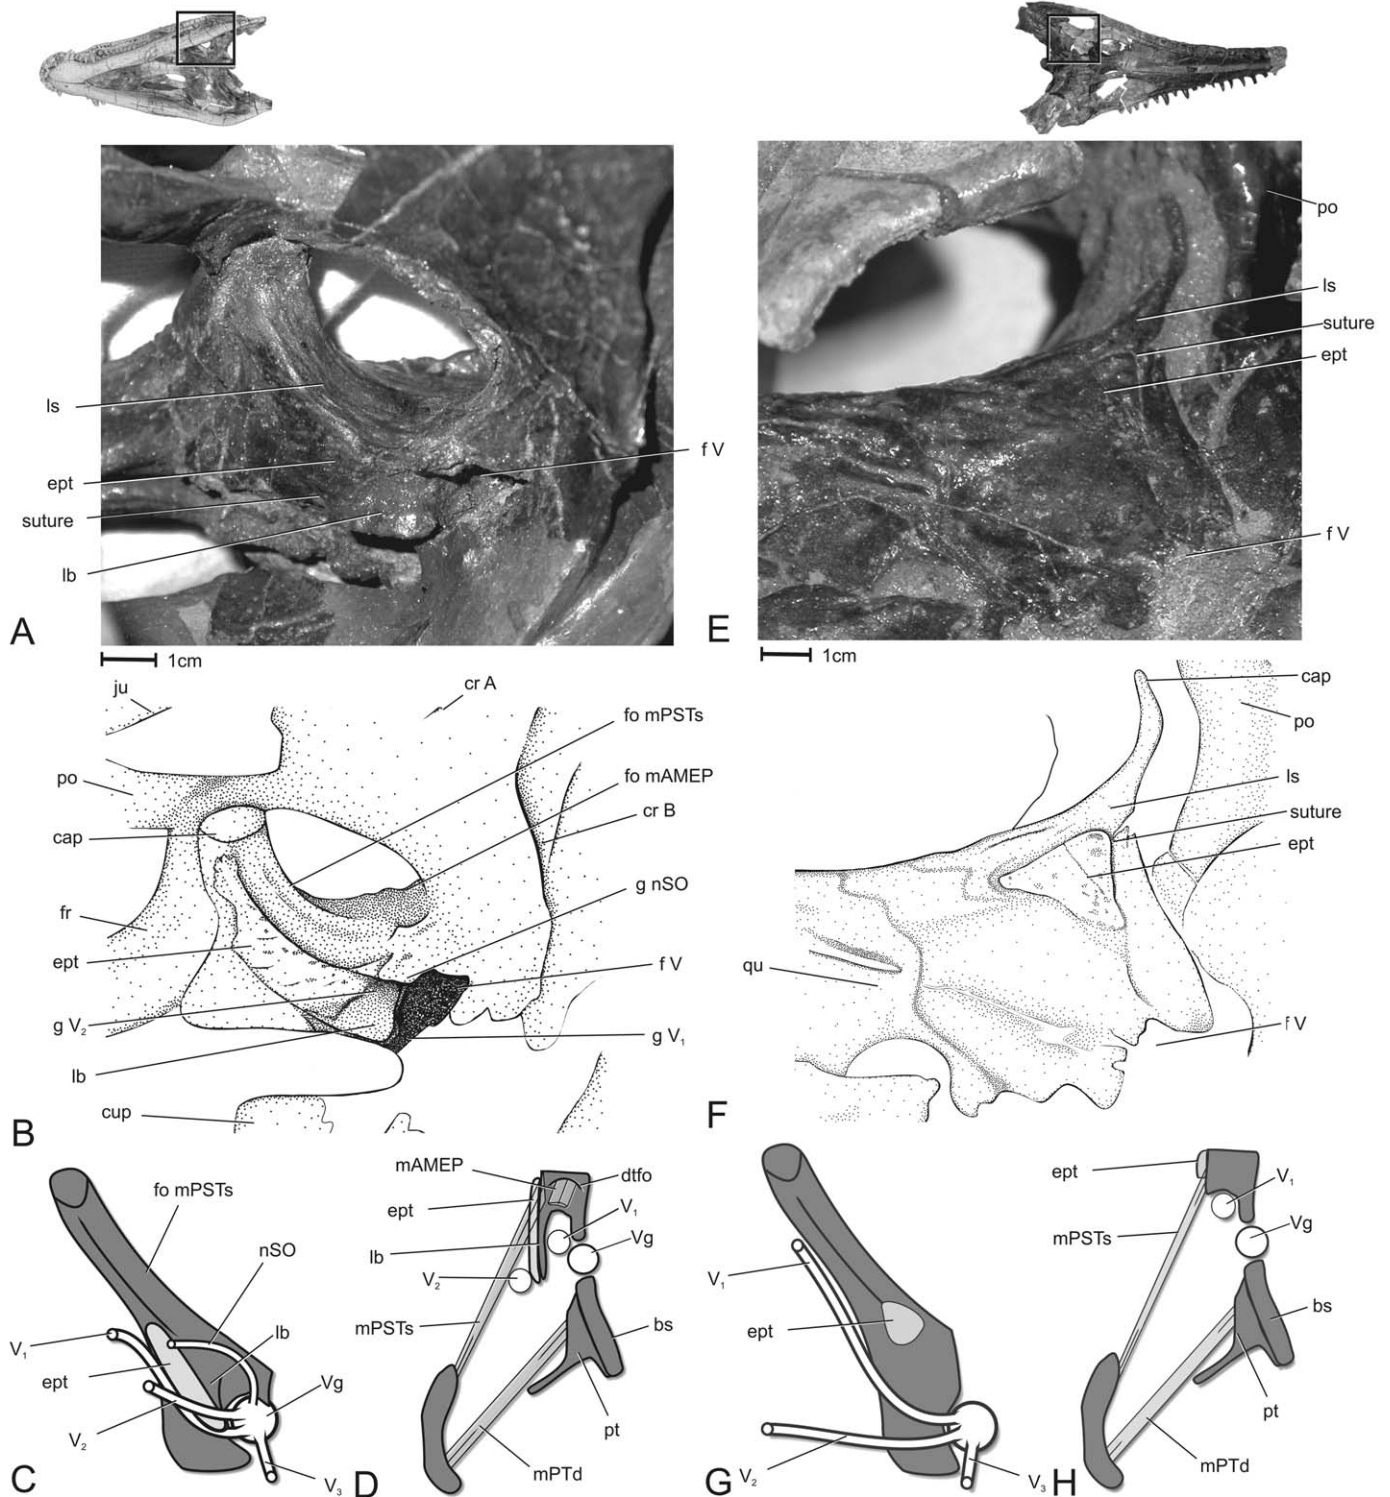 po
ls
suture
ept
f V
ls
ept
suture
lb
f V
A
1cm
E
1cm
ju
cr A
fo mPSTs
po
fo mAMEP
cap
cr B
g nSO
fr
ept
f V
g V2
g V1
lb
cup
B
cap
po
ls
suture
ept
qu
f V
F
fo mPSTs
nSO
V1
lb
ept
Vg
V2
V3
C
mAMEP
dtfo
ept
V1
lb
Vg
V2
mPSTs
bs
pt
mPTd
D
V1
ept
V2
V3
G
ept
V1
mPSTs
Vg
bs
pt
mPTd
H